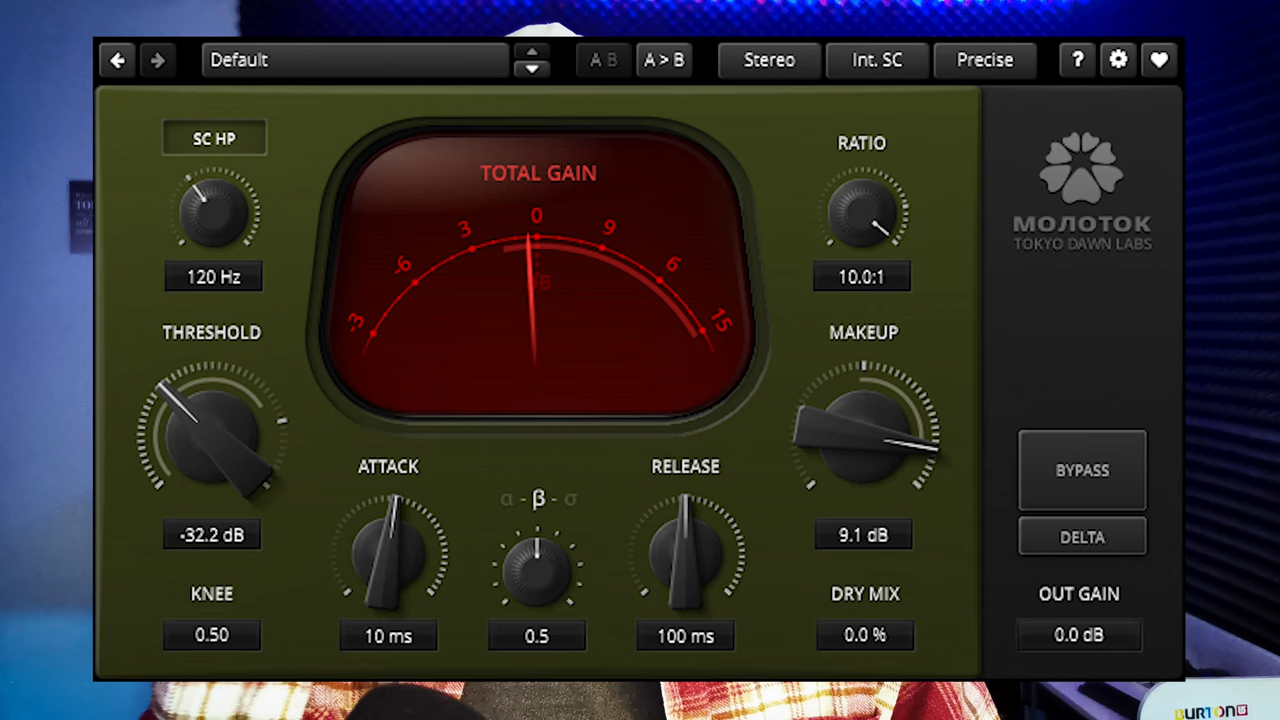 Default
A B
A > B
Stereo
Int. SC
Precise
?
SC HP
120 Hz
THRESHOLD
-32.2 dB
KNEE
0.50
TOTAL GAIN
-3
-6
3
0
9
6
15
dB
ATTACK
10 ms
α - β - σ
0.5
RELEASE
100 ms
RATIO
10.0:1
MAKEUP
9.1 dB
DRY MIX
0.0 %
МОЛОТОК
TOKYO DAWN LABS
BYPASS
DELTA
OUT GAIN
0.0 dB
BURTON